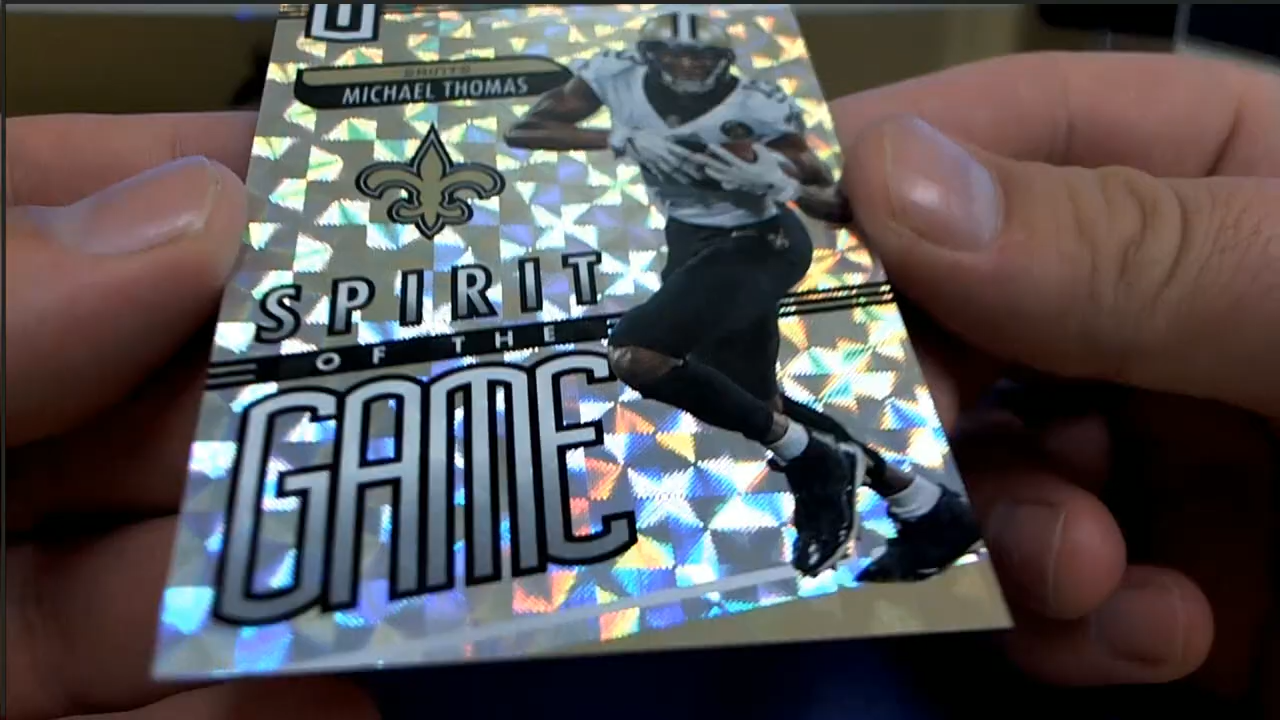 U
SAINTS
MICHAEL THOMAS
SPIRIT
OF THE
GAME